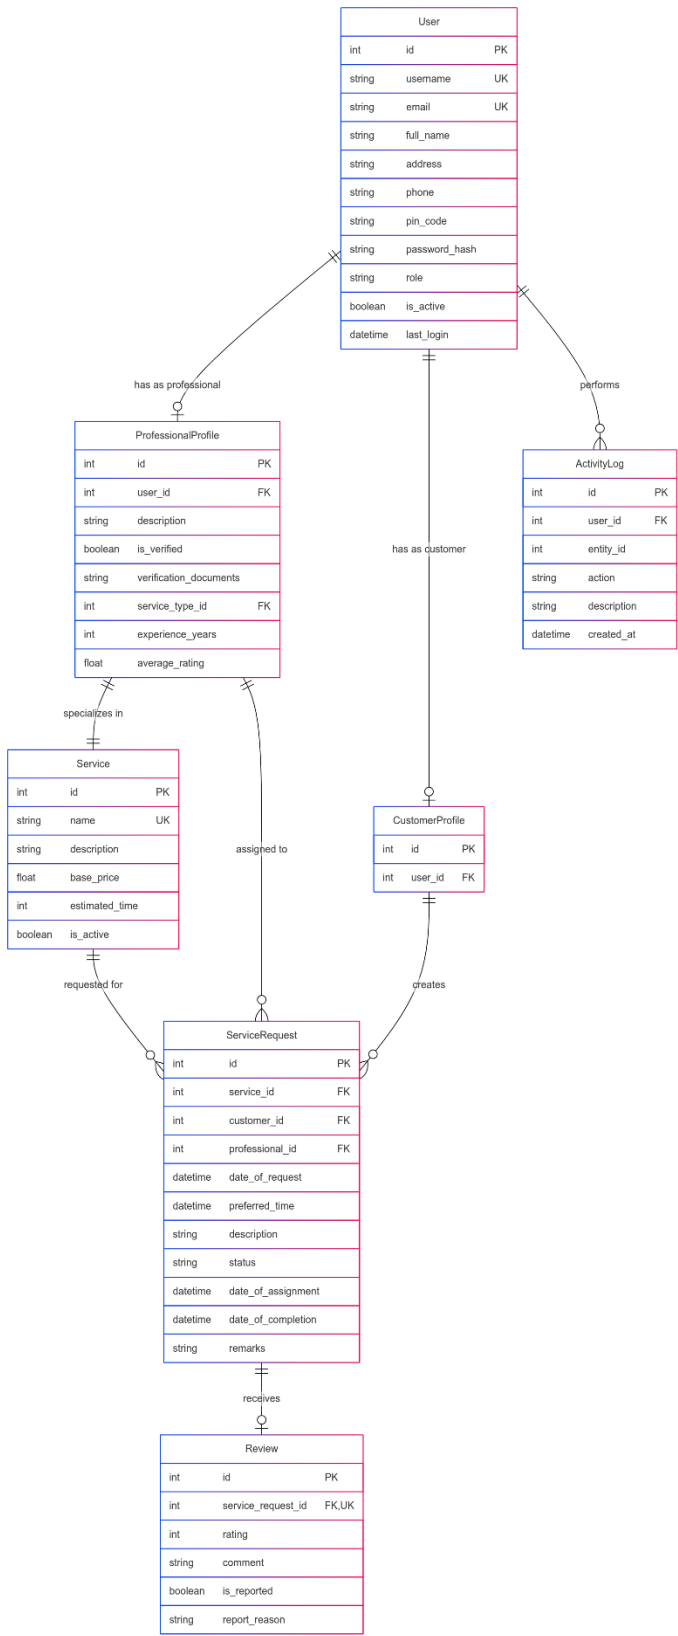 User
int id PK
string username UK
string email UK
string full_name
string address
string phone
string pin_code
string password_hash
string role
boolean is_active
datetime last_login
has as professional
performs
ProfessionalProfile
int id PK
int user_id FK
string description
boolean is_verified
string verification_documents
int service_type_id FK
int experience_years
float average_rating
ActivityLog
int id PK
int user_id FK
int entity_id
string action
string description
datetime created_at
has as customer
specializes in
Service
int id PK
string name UK
string description
float base_price
int estimated_time
boolean is_active
assigned to
CustomerProfile
int id PK
int user_id FK
requested for
creates
ServiceRequest
int id PK
int service_id FK
int customer_id FK
int professional_id FK
datetime date_of_request
datetime preferred_time
string description
string status
datetime date_of_assignment
datetime date_of_completion
string remarks
receives
Review
int id PK
int service_request_id FK,UK
int rating
string comment
boolean is_reported
string report_reason